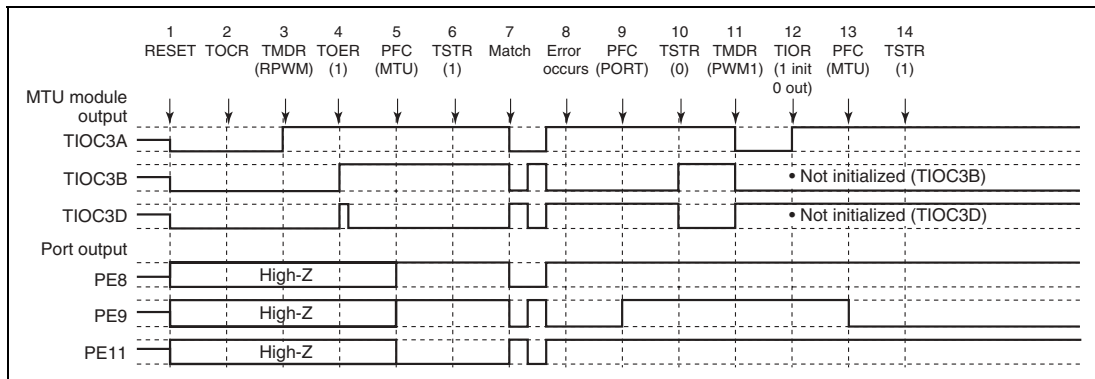 1 2 3 4 5 6 7 8 9 10 11 12 13 14
RESET TOCR TMDR TOER PFC TSTR Match Error PFC TSTR TMDR TIOR PFC TSTR
(RPWM) (1) (MTU) (1) occurs (PORT) (0) (PWM1) (1 init (MTU) (1)
0 out)
MTU module
output
TIOC3A
TIOC3B • Not initialized (TIOC3B)
TIOC3D • Not initialized (TIOC3D)
Port output
PE8 High-Z
PE9 High-Z
PE11 High-Z